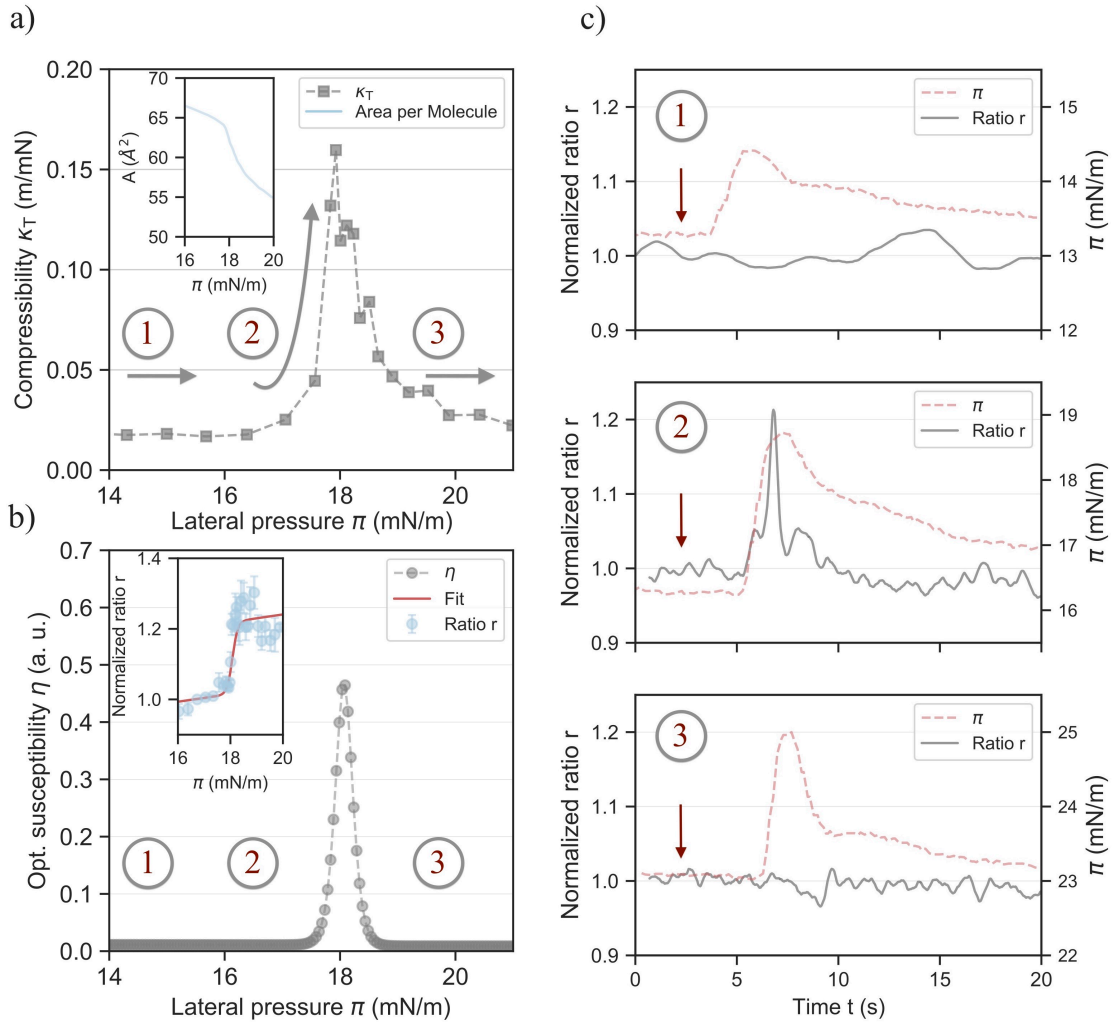 a)
0.20
0.15
0.10
0.05
0.00
Compressibility κT (m/mN)
14 16 18 20
Lateral pressure π (mN/m)
κT
Area per Molecule
70
65
60
55
50
A (Å²)
16 18 20
π (mN/m)
1
2
3
b)
0.7
0.6
0.5
0.4
0.3
0.2
0.1
0.0
Opt. susceptibility η (a. u.)
14 16 18 20
Lateral pressure π (mN/m)
η
Fit
Ratio r
1.4
1.2
1.0
Normalized ratio r
16 18 20
π (mN/m)
1
2
3
c)
1
π
Ratio r
1.2
1.1
1.0
0.9
Normalized ratio r
15
14
13
12
π (mN/m)
2
π
Ratio r
1.2
1.1
1.0
0.9
Normalized ratio r
19
18
17
16
π (mN/m)
3
π
Ratio r
1.2
1.1
1.0
0.9
Normalized ratio r
25
24
23
22
π (mN/m)
0 5 10 15 20
Time t (s)